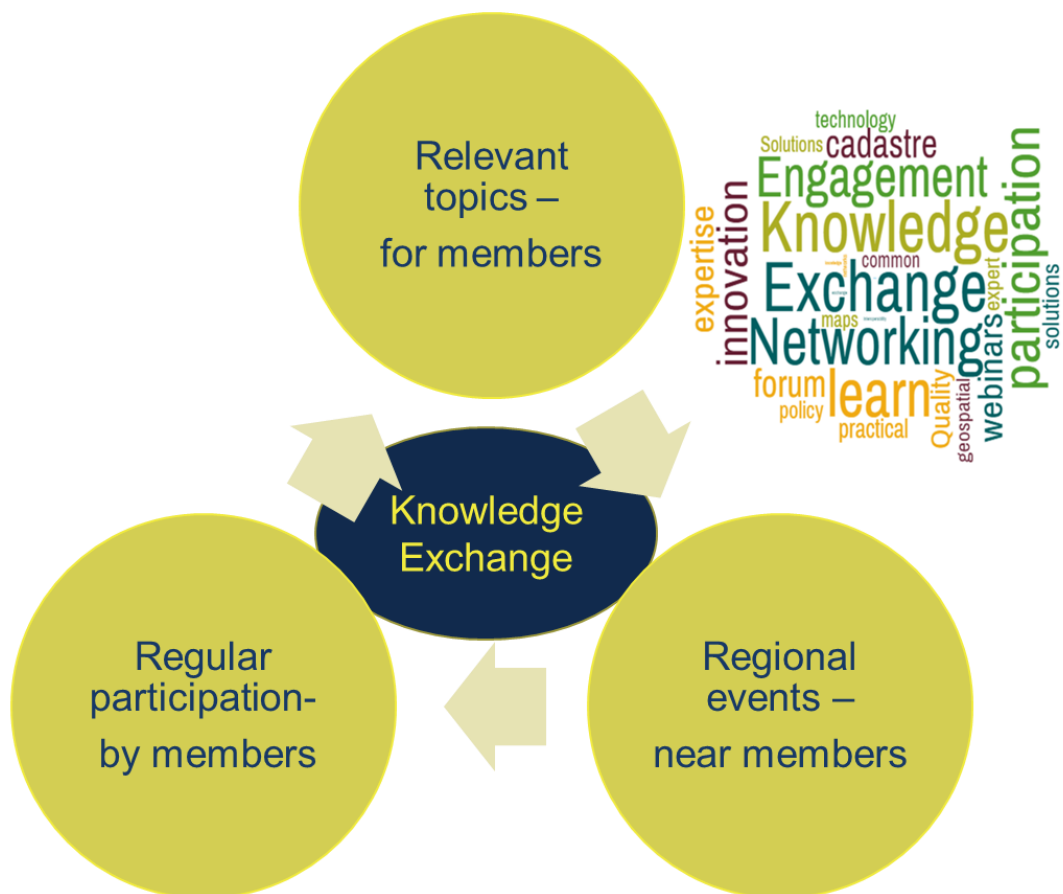 Relevant
topics –
for members
technology
Solutions
cadastre
Engagement
Knowledge
expertise
innovation
common
Exchange
expert
participation
solutions
maps
Networking
webinars
forum
learn
policy
practical
Quality
geospatial
Knowledge
Exchange
Regular
participation-
by members
Regional
events –
near members